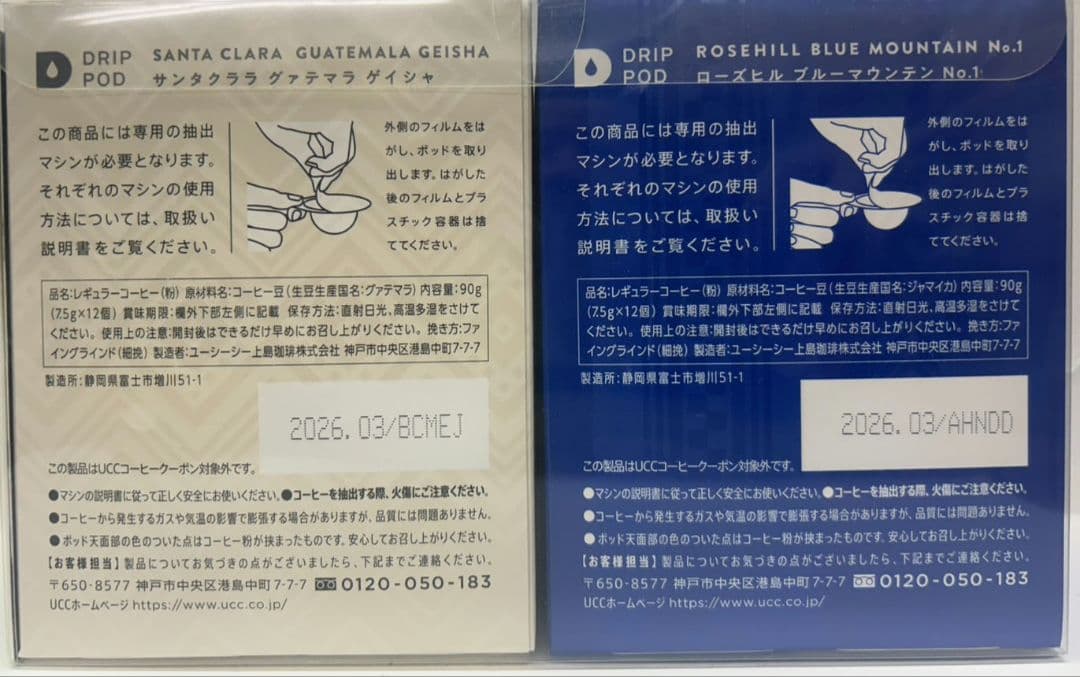 DRIP
POD
SANTA CLARA GUATEMALA GEISHA
サンタクララ グァテマラ ゲイシャ
この商品には専用の抽出
マシンが必要となります。
それぞれのマシンの使用
方法については、取扱い
説明書をご覧ください。
外側のフィルムをは
がし、ポッドを取り
出します。はがした
後のフィルムとプラ
スチック容器は捨
ててください。
品名:レギュラーコーヒー(粉) 原材料名:コーヒー豆(生豆生産国名:グァテマラ) 内容量:90g
(7.5g×12個) 賞味期限:欄外下部左側に記載 保存方法:直射日光、高温多湿をさけて
ください。 使用上の注意:開封後はできるだけ早めにお召し上がりください。 挽き方:ファ
イングラインド(細挽) 製造者:ユーシーシー上島珈琲株式会社 神戸市中央区港島中町7-7-7
製造所:静岡県富士市増川51-1
2026.03/BCMEJ
この製品はUCCコーヒークーポン対象外です。
●マシンの説明書に従って正しく安全にお使いください。●コーヒーを抽出する際、火傷にご注意ください。
●コーヒーから発生するガスや気温の影響で膨張する場合がありますが、品質には問題ありません。
●ポッド天面部の色のついた点はコーヒー粉が挟まったものです。安心してお召し上がりください。
【お客様担当】製品についてお気づきの点がございましたら、下記までご連絡ください。
〒650-8577 神戸市中央区港島中町7-7-7 0120-050-183
UCCホームページ https://www.ucc.co.jp/
DRIP
POD
ROSEHILL BLUE MOUNTAIN No.1
ローズヒル ブルーマウンテン No.1
この商品には専用の抽出
マシンが必要となります。
それぞれのマシンの使用
方法については、取扱い
説明書をご覧ください。
外側のフィルムをは
がし、ポッドを取り
出します。はがした
後のフィルムとプラ
スチック容器は捨
ててください。
品名:レギュラーコーヒー(粉) 原材料名:コーヒー豆(生豆生産国名:ジャマイカ) 内容量:90g
(7.5g×12個) 賞味期限:欄外下部左側に記載 保存方法:直射日光、高温多湿をさけて
ください。 使用上の注意:開封後はできるだけ早めにお召し上がりください。 挽き方:ファ
イングラインド(細挽) 製造者:ユーシーシー上島珈琲株式会社 神戸市中央区港島中町7-7-7
製造所:静岡県富士市増川51-1
2026.03/AHNDD
この製品はUCCコーヒークーポン対象外です。
●マシンの説明書に従って正しく安全にお使いください。●コーヒーを抽出する際、火傷にご注意ください。
●コーヒーから発生するガスや気温の影響で膨張する場合がありますが、品質には問題ありません。
●ポッド天面部の色のついた点はコーヒー粉が挟まったものです。安心してお召し上がりください。
【お客様担当】製品についてお気づきの点がございましたら、下記までご連絡ください。
〒650-8577 神戸市中央区港島中町7-7-7 0120-050-183
UCCホームページ https://www.ucc.co.jp/